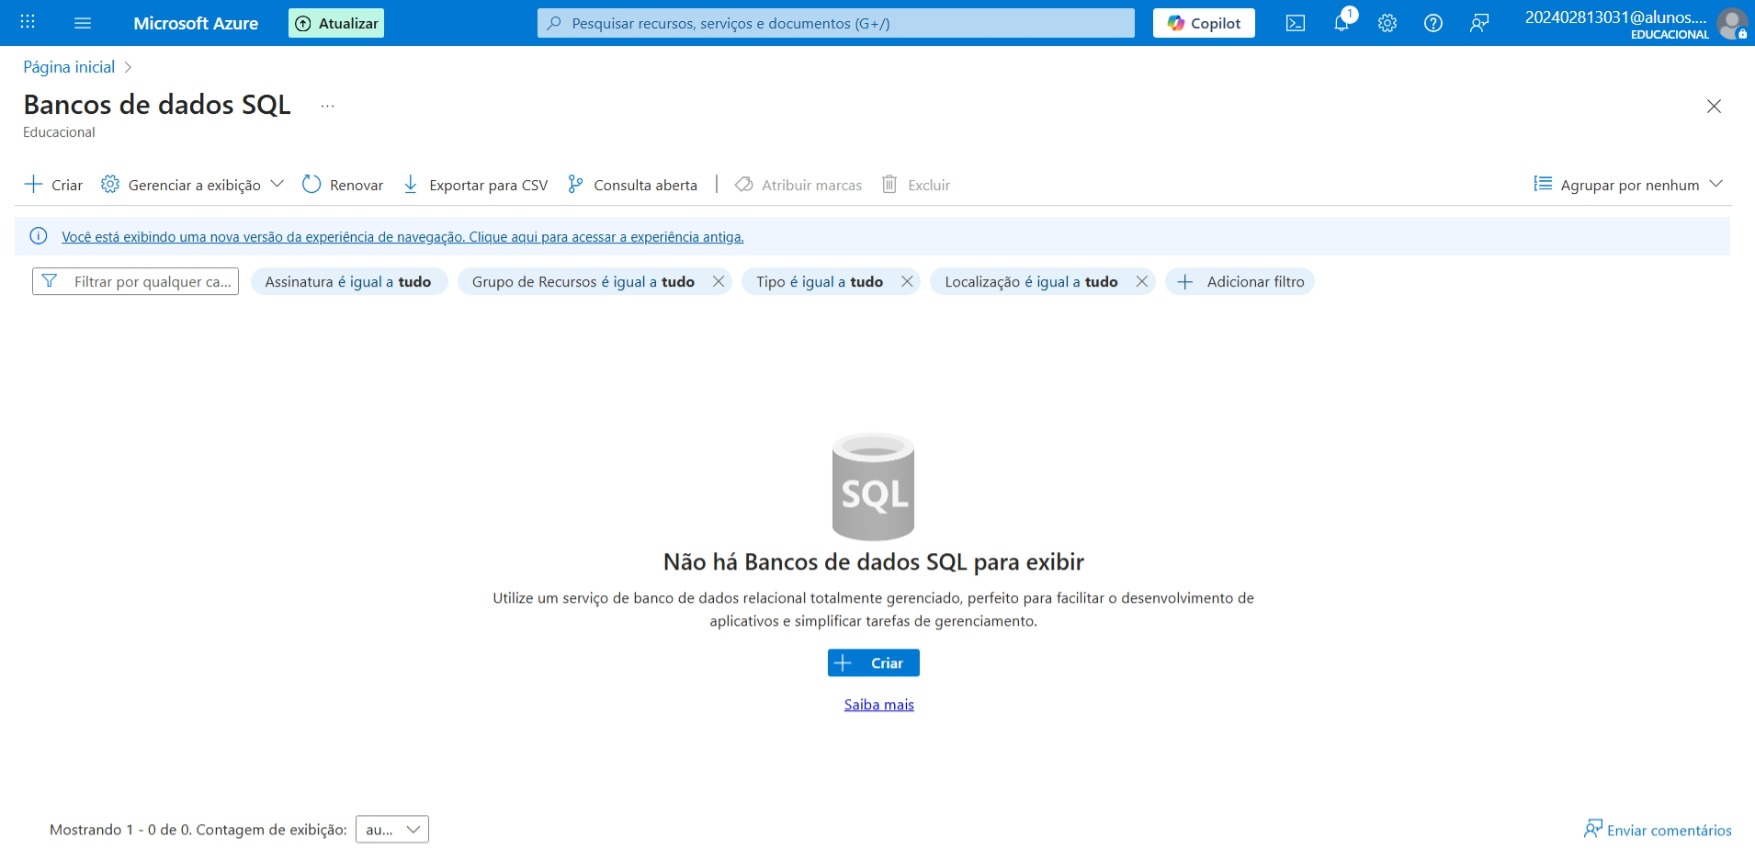 Microsoft Azure
Atualizar
Pesquisar recursos, serviços e documentos (G+/)
Copilot
1
202402813031@alunos....
EDUCACIONAL
Página inicial
Bancos de dados SQL ...
Educacional
Criar
Gerenciar a exibição
Renovar
Exportar para CSV
Consulta aberta
Atribuir marcas
Excluir
Agrupar por nenhum
Você está exibindo uma nova versão da experiência de navegação. Clique aqui para acessar a experiência antiga.
Filtrar por qualquer ca...
Assinatura é igual a tudo
Grupo de Recursos é igual a tudo
Tipo é igual a tudo
Localização é igual a tudo
Adicionar filtro
SQL
Não há Bancos de dados SQL para exibir
Utilize um serviço de banco de dados relacional totalmente gerenciado, perfeito para facilitar o desenvolvimento de
aplicativos e simplificar tarefas de gerenciamento.
Criar
Saiba mais
Mostrando 1 - 0 de 0. Contagem de exibição: au...
Enviar comentários